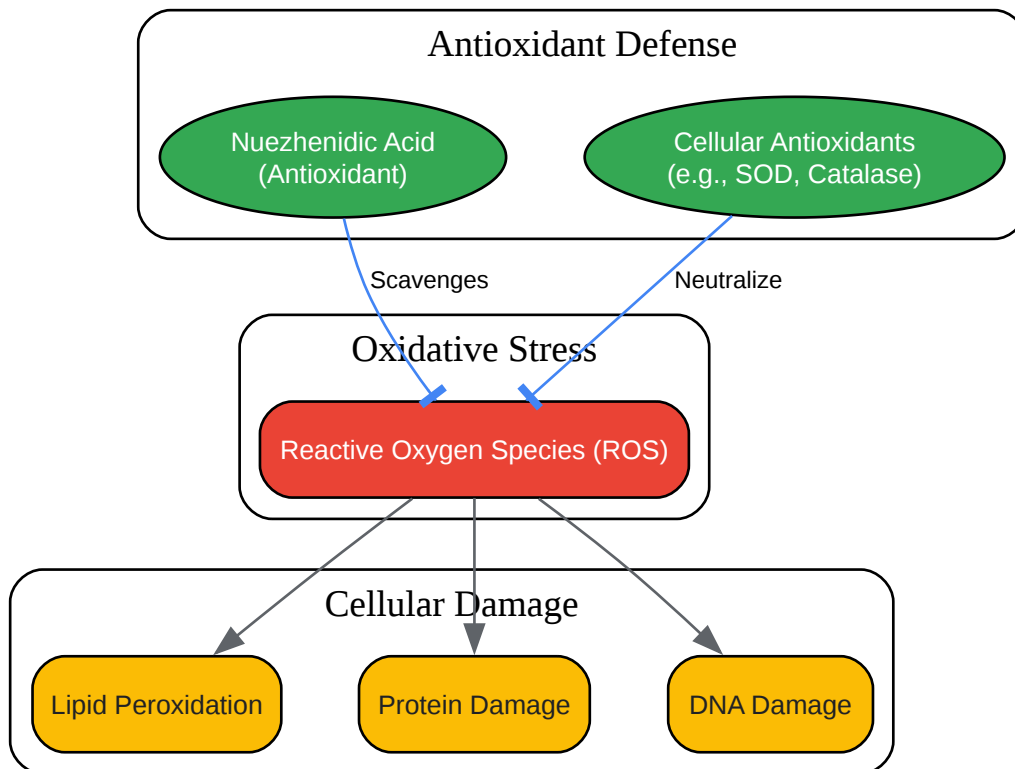 Antioxidant Defense
Nuezhenidic Acid
(Antioxidant)
Cellular Antioxidants
(e.g., SOD, Catalase)
Scavenges
Neutralize
Oxidative Stress
Reactive Oxygen Species (ROS)
Cellular Damage
Lipid Peroxidation
Protein Damage
DNA Damage